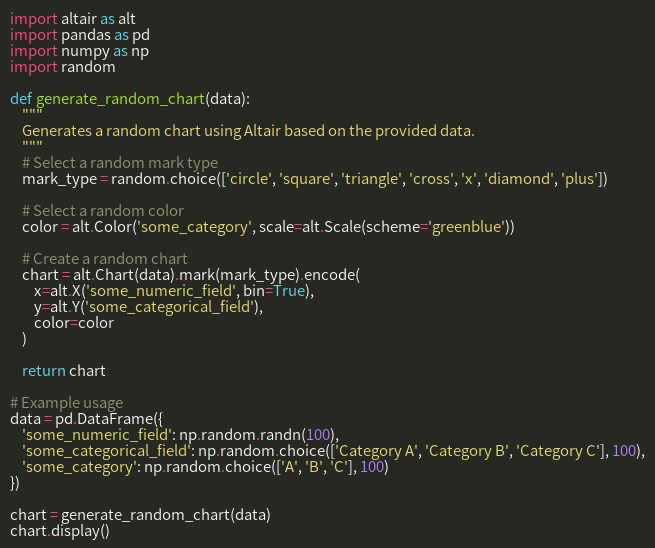 import altair as alt
import pandas as pd
import numpy as np
import random

def generate_random_chart(data):
    """
    Generates a random chart using Altair based on the provided data.
    """
    # Select a random mark type
    mark_type = random.choice(['circle', 'square', 'triangle', 'cross', 'x', 'diamond', 'plus'])

    # Select a random color
    color = alt.Color('some_category', scale=alt.Scale(scheme='greenblue'))

    # Create a random chart
    chart = alt.Chart(data).mark(mark_type).encode(
        x=alt.X('some_numeric_field', bin=True),
        y=alt.Y('some_categorical_field'),
        color=color
    )

    return chart

# Example usage
data = pd.DataFrame({
    'some_numeric_field': np.random.randn(100),
    'some_categorical_field': np.random.choice(['Category A', 'Category B', 'Category C'], 100),
    'some_category': np.random.choice(['A', 'B', 'C'], 100)
})

chart = generate_random_chart(data)
chart.display()